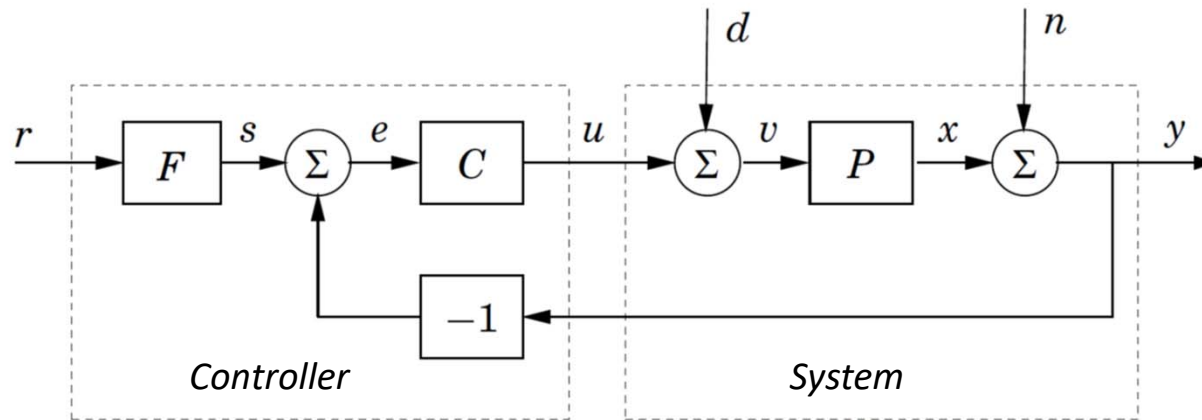 d n
r F s Σ e C u Σ v P x Σ y
−1
Controller System